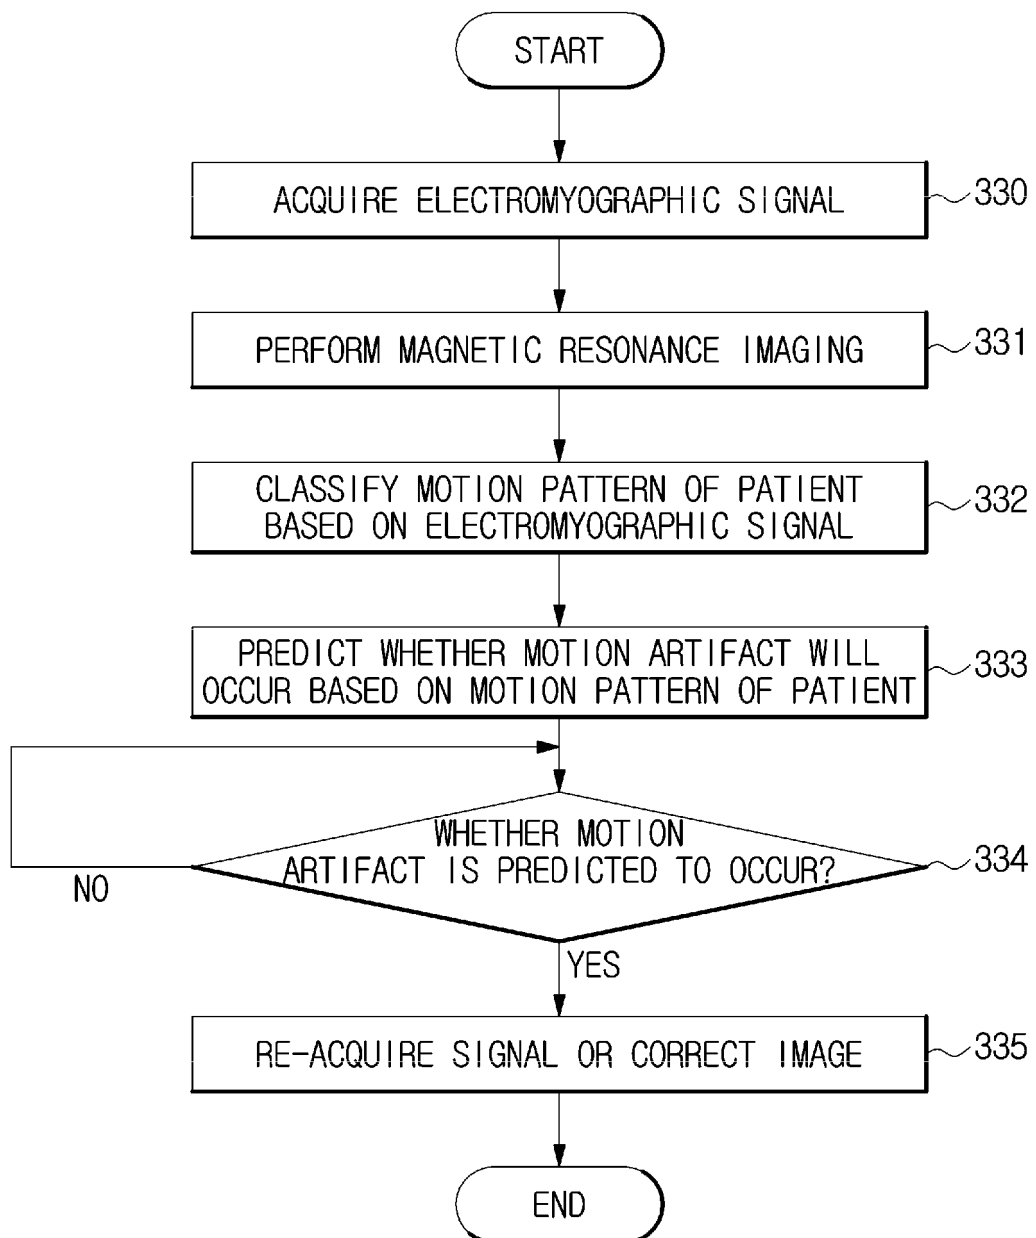 START
ACQUIRE ELECTROMYOGRAPHIC SIGNAL
330
PERFORM MAGNETIC RESONANCE IMAGING
331
CLASSIFY MOTION PATTERN OF PATIENT
BASED ON ELECTROMYOGRAPHIC SIGNAL
332
PREDICT WHETHER MOTION ARTIFACT WILL
OCCUR BASED ON MOTION PATTERN OF PATIENT
333
WHETHER MOTION
ARTIFACT IS PREDICTED TO OCCUR?
334
NO
YES
RE-ACQUIRE SIGNAL OR CORRECT IMAGE
335
END